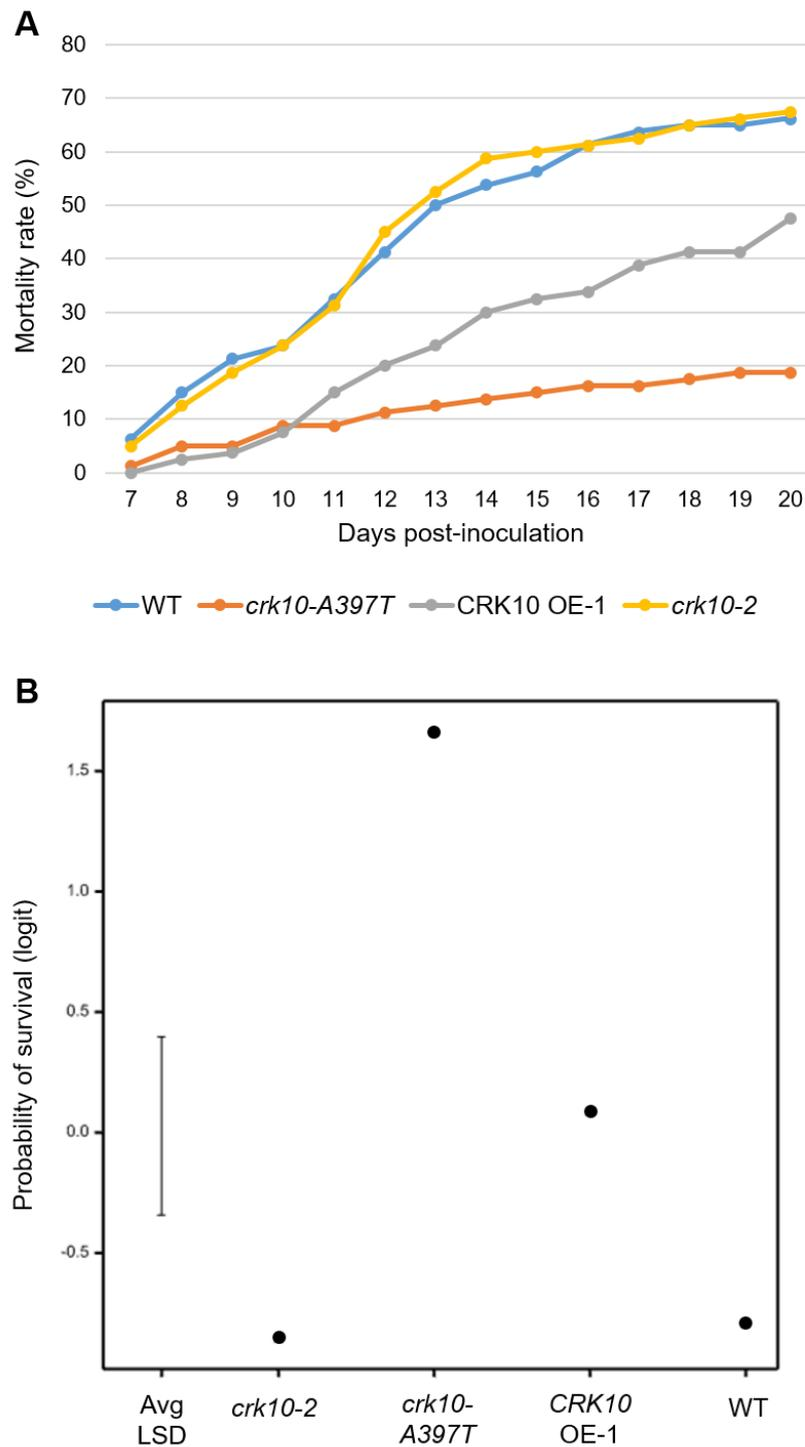 A
80
70
60
50
40
30
20
10
0
Mortality rate (%)
7 8 9 10 11 12 13 14 15 16 17 18 19 20
Days post-inoculation
WT crk10-A397T CRK10 OE-1 crk10-2
B
1.5
1.0
0.5
0.0
-0.5
Probability of survival (logit)
Avg crk10-2 crk10- CRK10 WT
LSD A397T OE-1